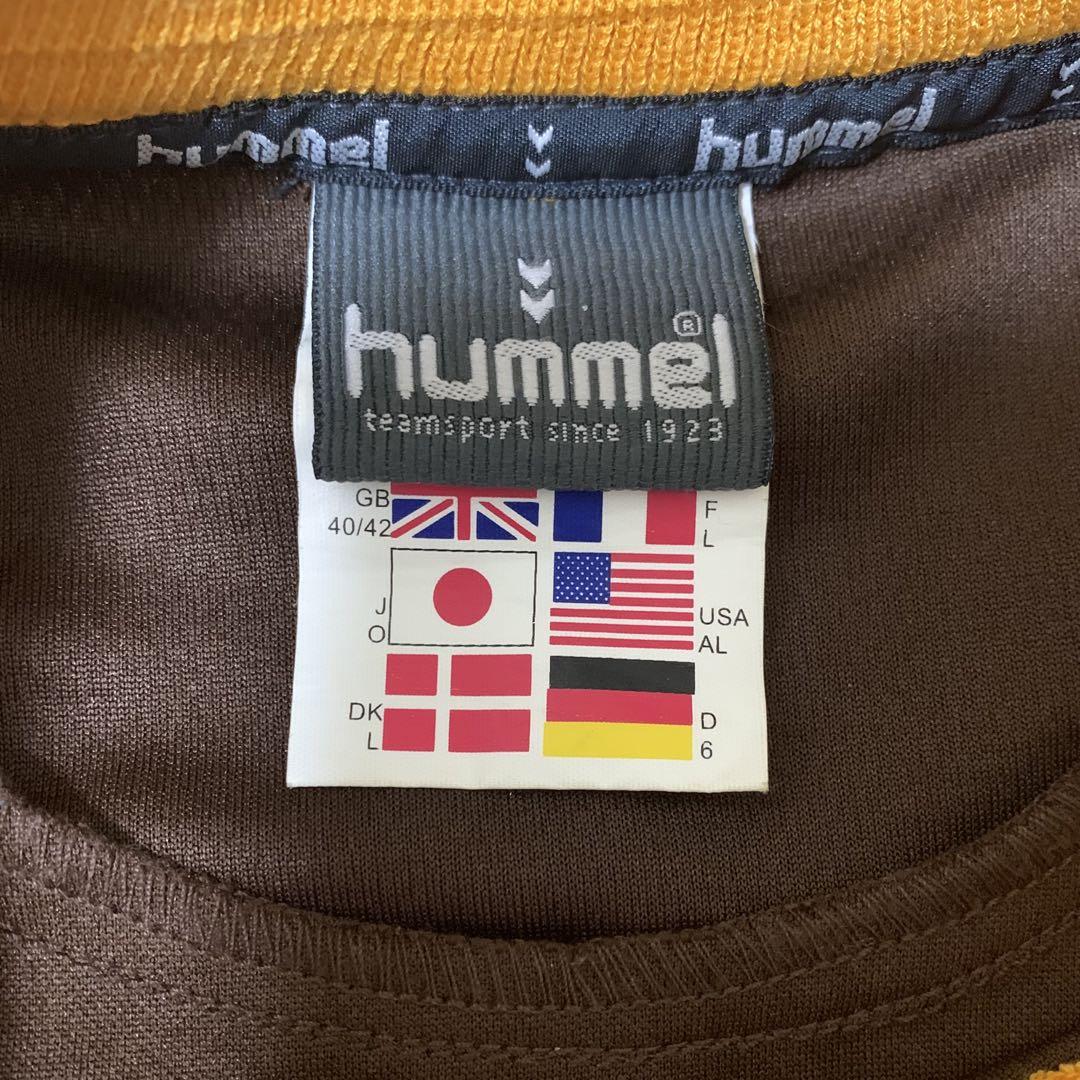 hummel hummel
hummel®
teamsport since 1923
GB
40/42
F
L
J
O
USA
AL
DK
L
D
6